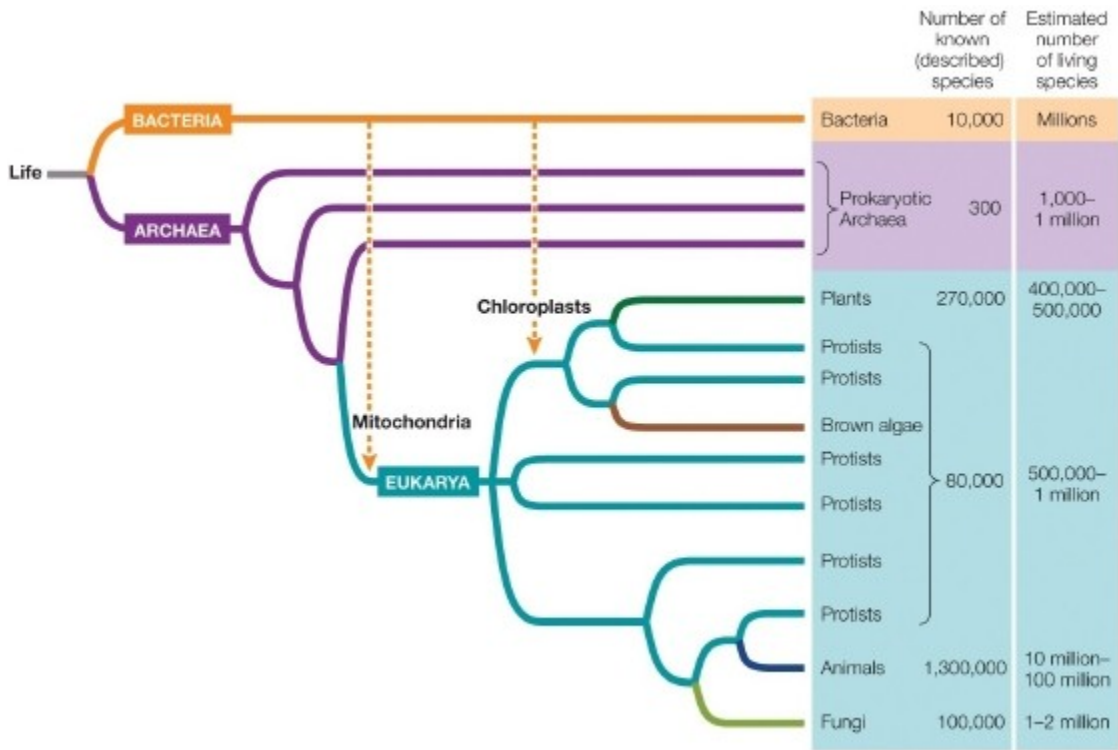 Number of
known
(described)
species
Estimated
number
of living
species
BACTERIA
Bacteria 10,000 Millions
Life
ARCHAEA
Prokaryotic
Archaea
300
1,000–
1 million
Chloroplasts
Plants 270,000
400,000–
500,000
Protists
Protists
Mitochondria
Brown algae
Protists
EUKARYA
80,000
500,000–
1 million
Protists
Protists
Protists
Animals 1,300,000
10 million–
100 million
Fungi 100,000 1–2 million